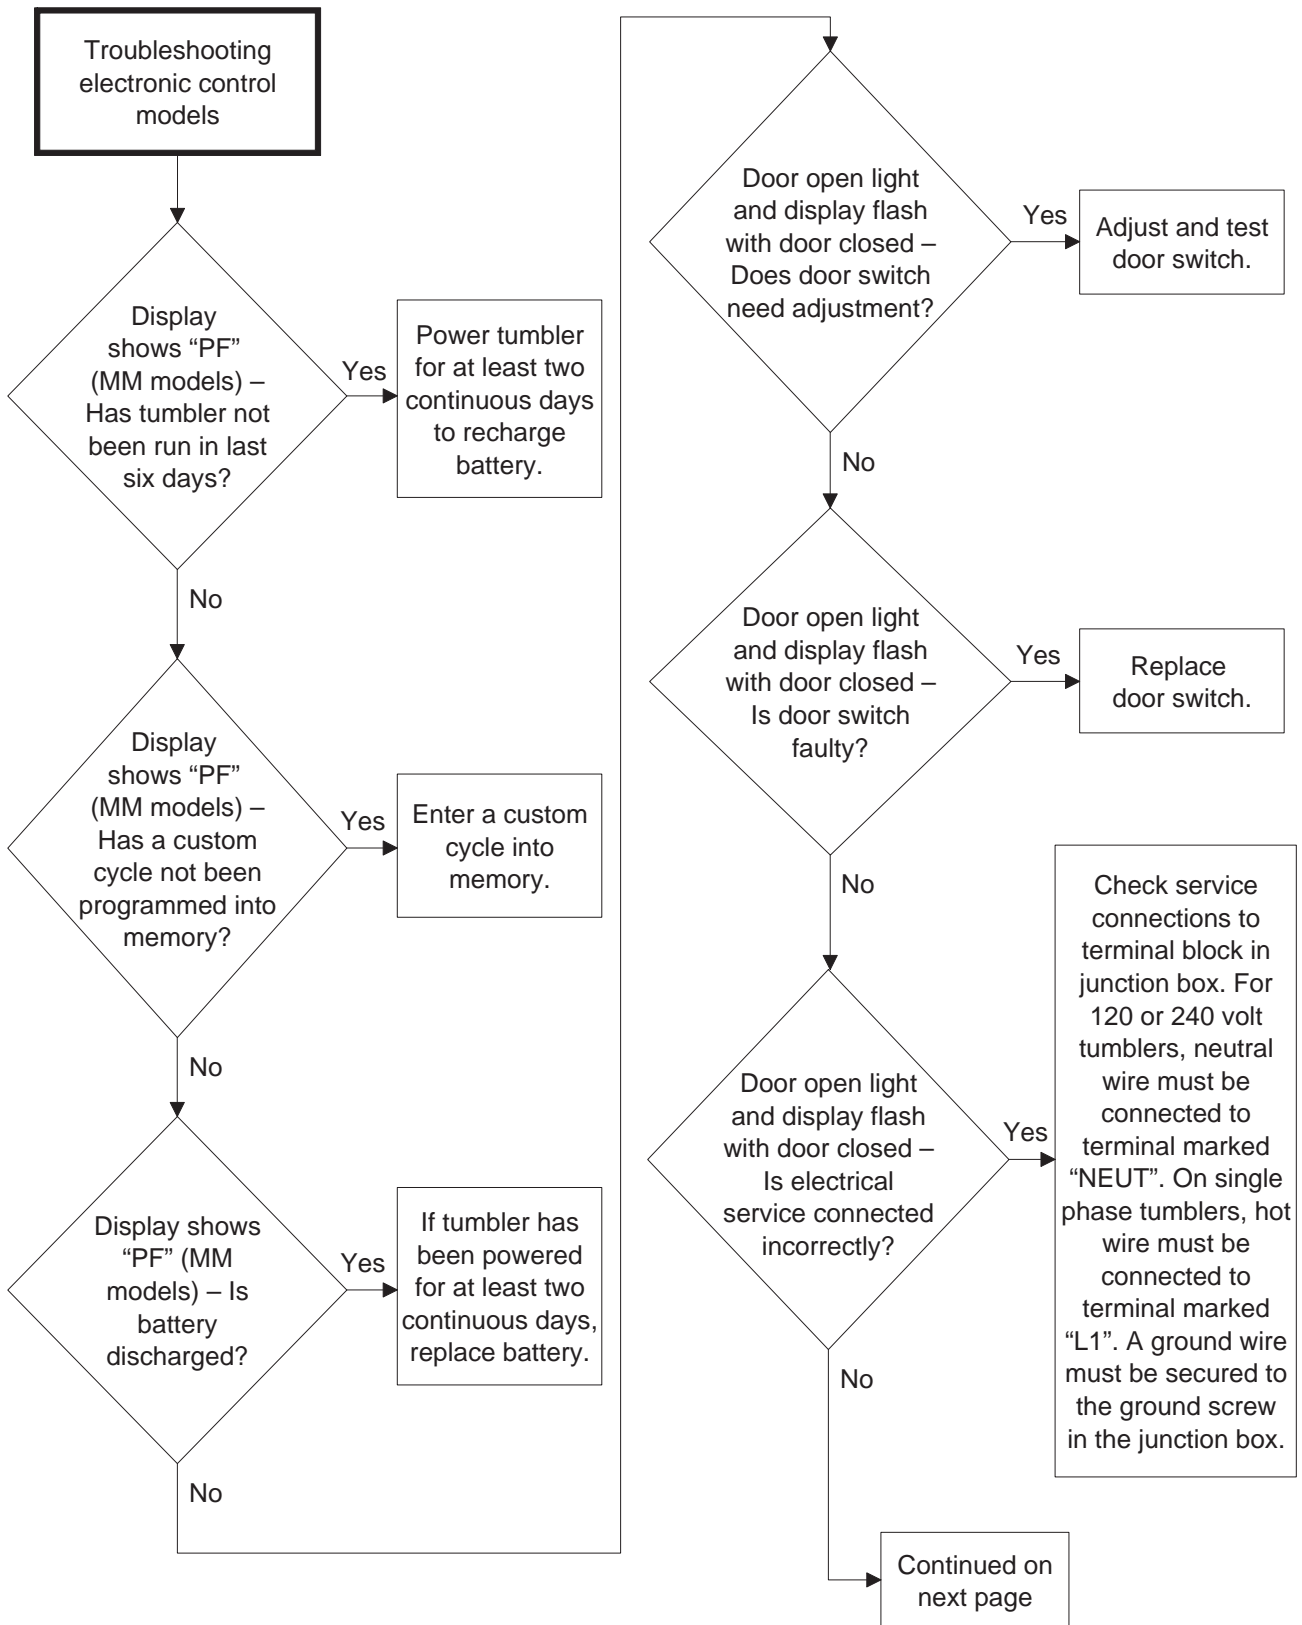 Troubleshooting
electronic control
models
Display
shows “PF”
(MM models) –
Has tumbler not
been run in last
six days?
Yes
Power tumbler
for at least two
continuous days
to recharge
battery.
No
Display
shows “PF”
(MM models) –
Has a custom
cycle not been
programmed into
memory?
Yes
Enter a custom
cycle into
memory.
No
Display shows
“PF” (MM
models) – Is
battery
discharged?
Yes
If tumbler has
been powered
for at least two
continuous days,
replace battery.
No
Door open light
and display flash
with door closed –
Does door switch
need adjustment?
Yes
Adjust and test
door switch.
No
Door open light
and display flash
with door closed –
Is door switch
faulty?
Yes
Replace
door switch.
No
Door open light
and display flash
with door closed –
Is electrical
service connected
incorrectly?
Yes
Check service
connections to
terminal block in
junction box. For
120 or 240 volt
tumblers, neutral
wire must be
connected to
terminal marked
“NEUT”. On single
phase tumblers, hot
wire must be
connected to
terminal marked
“L1”. A ground wire
must be secured to
the ground screw
in the junction box.
No
Continued on
next page